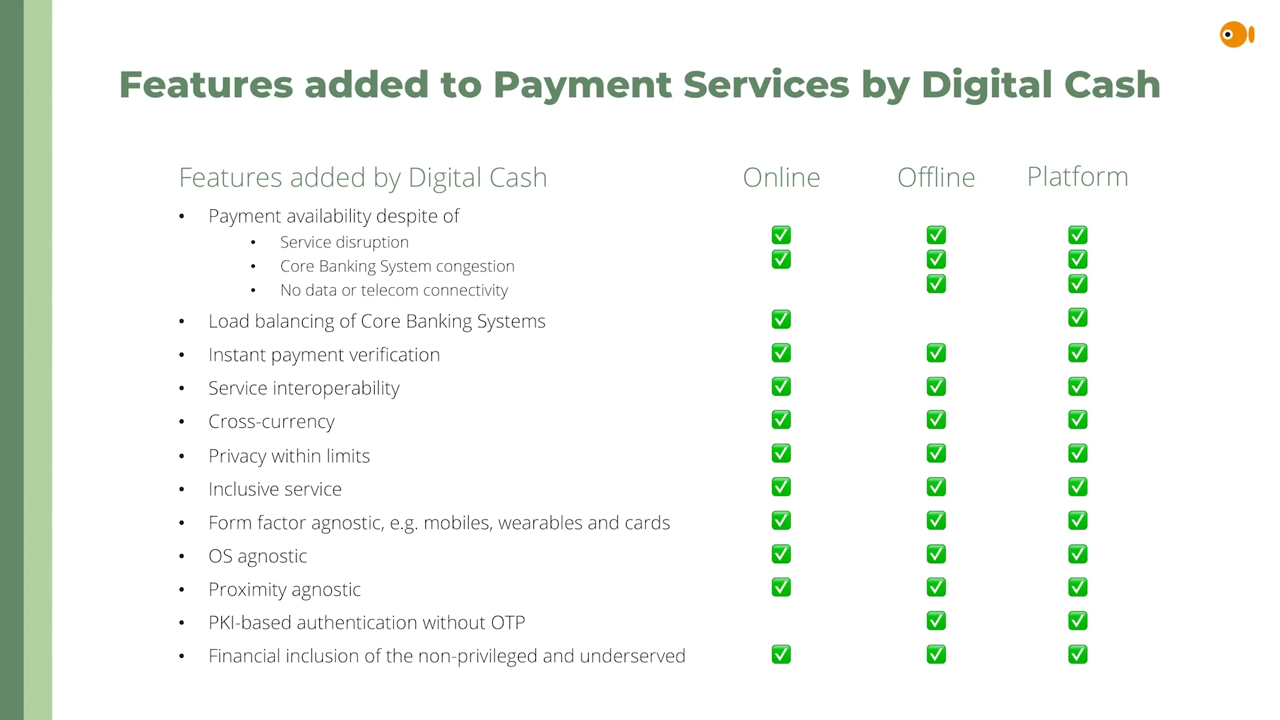 Features added to Payment Services by Digital Cash
Features added by Digital Cash Online Offline Platform
• Payment availability despite of
• Service disruption ✅ ✅ ✅
• Core Banking System congestion ✅ ✅ ✅
• No data or telecom connectivity ✅ ✅
• Load balancing of Core Banking Systems ✅ ✅
• Instant payment verification ✅ ✅ ✅
• Service interoperability ✅ ✅ ✅
• Cross-currency ✅ ✅ ✅
• Privacy within limits ✅ ✅ ✅
• Inclusive service ✅ ✅ ✅
• Form factor agnostic, e.g. mobiles, wearables and cards ✅ ✅ ✅
• OS agnostic ✅ ✅ ✅
• Proximity agnostic ✅ ✅ ✅
• PKI-based authentication without OTP ✅ ✅
• Financial inclusion of the non-privileged and underserved ✅ ✅ ✅